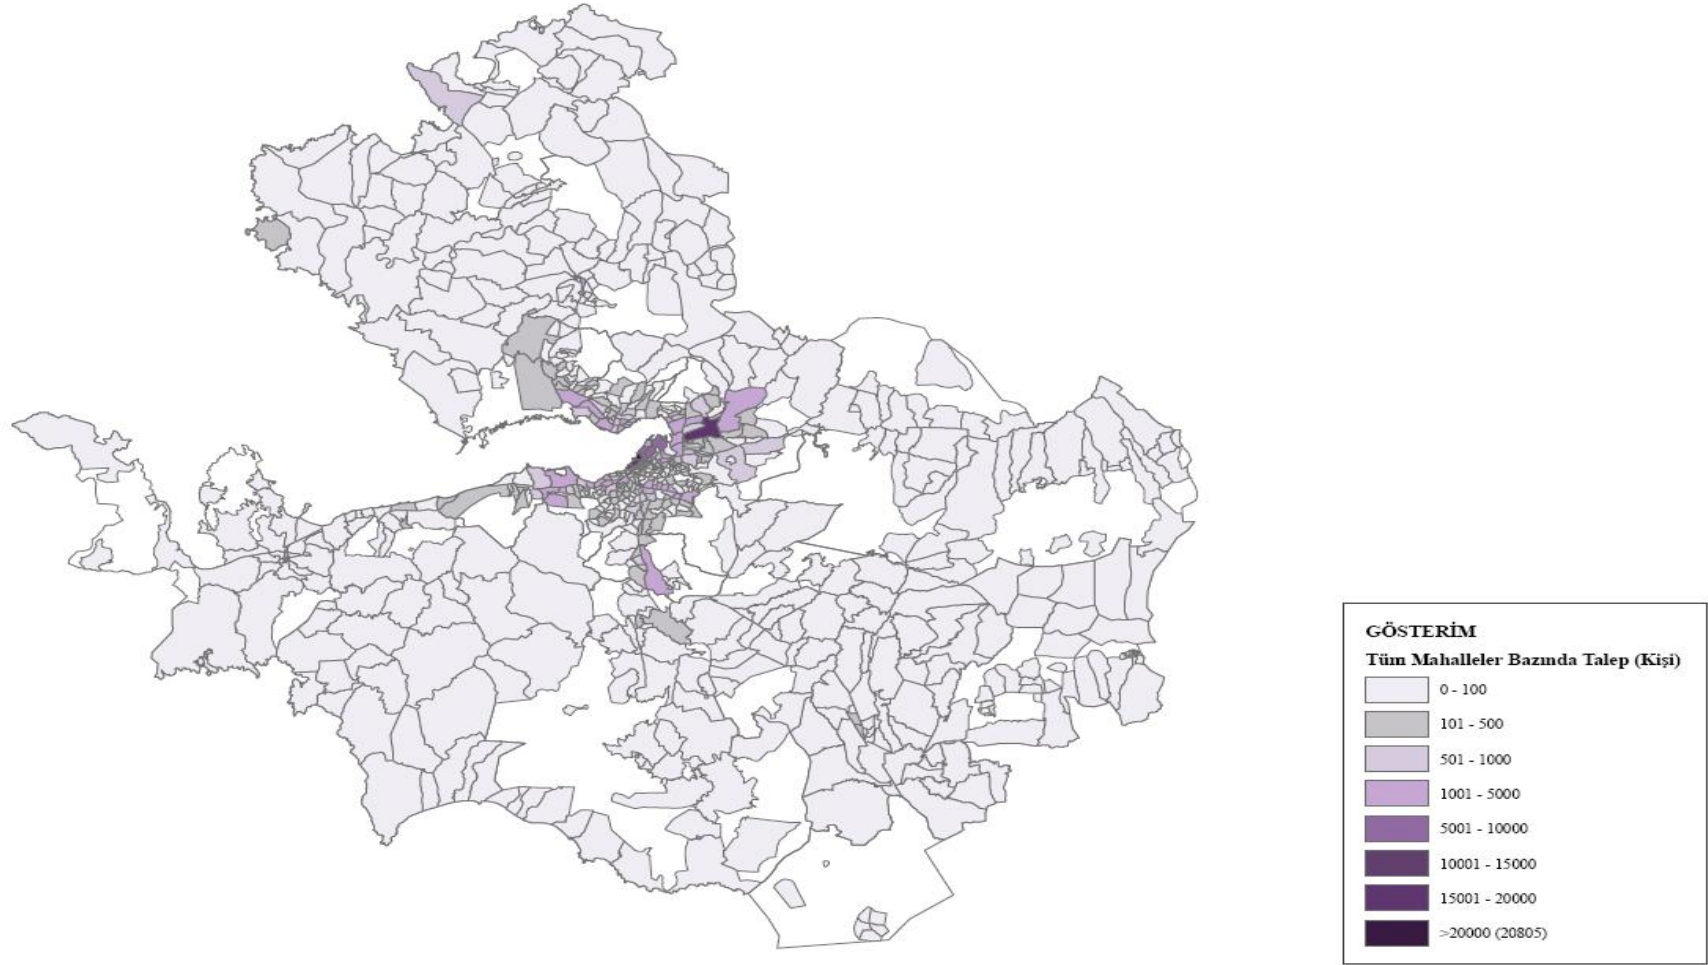 GÖSTERİM
Tüm Mahalleler Bazında Talep (Kişi)
0 - 100
101 - 500
501 - 1000
1001 - 5000
5001 - 10000
10001 - 15000
15001 - 20000
>20000 (20805)